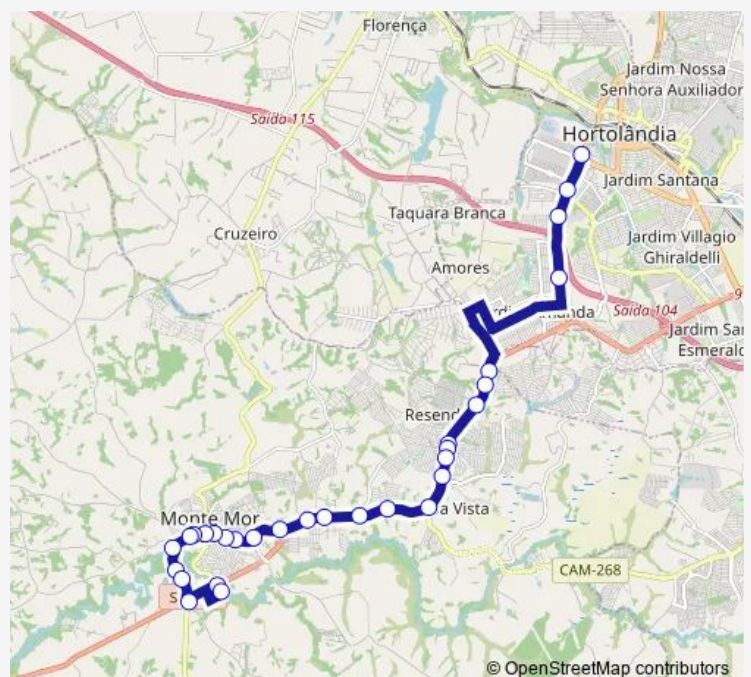 Florença
Jardim Nossa
Senhora Auxiliador
Saída 115
Hortolândia
Jardim Santana
Taquara Branca
Cruzeiro
Jardim Villagio
Ghiraldelli
Amores
9
Saída 104
Jardim Sa
Esmerald
Resend
Monte Mor
a Vista
CAM-268
S
© OpenStreetMap contributors